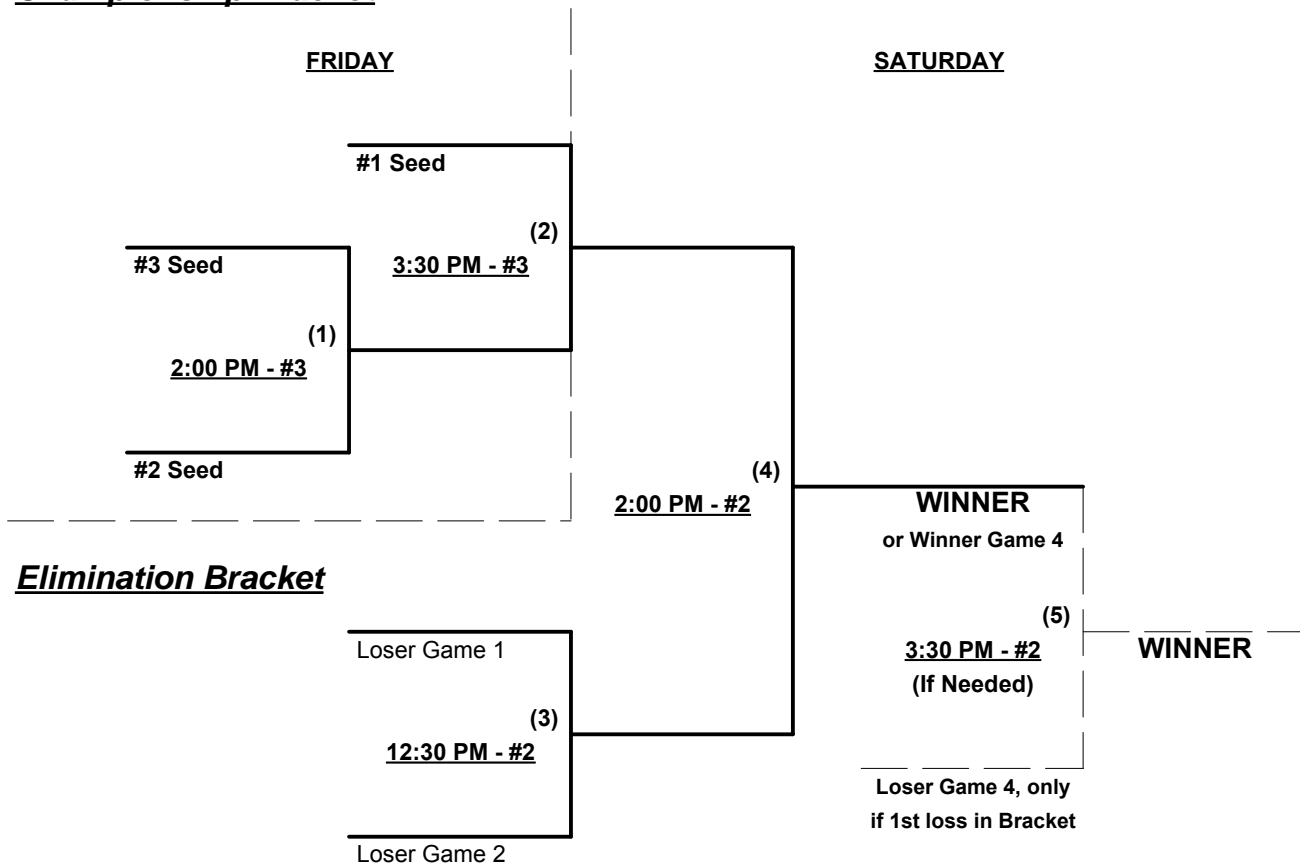 FRIDAY
SATURDAY
#1 Seed
(2)
3:30 PM - #3
#3 Seed
(1)
2:00 PM - #3
#2 Seed
(4)
2:00 PM - #2
WINNER
or Winner Game 4
Elimination Bracket
Loser Game 1
(5)
3:30 PM - #2
(If Needed)
WINNER
(3)
12:30 PM - #2
Loser Game 4, only
if 1st loss in Bracket
Loser Game 2